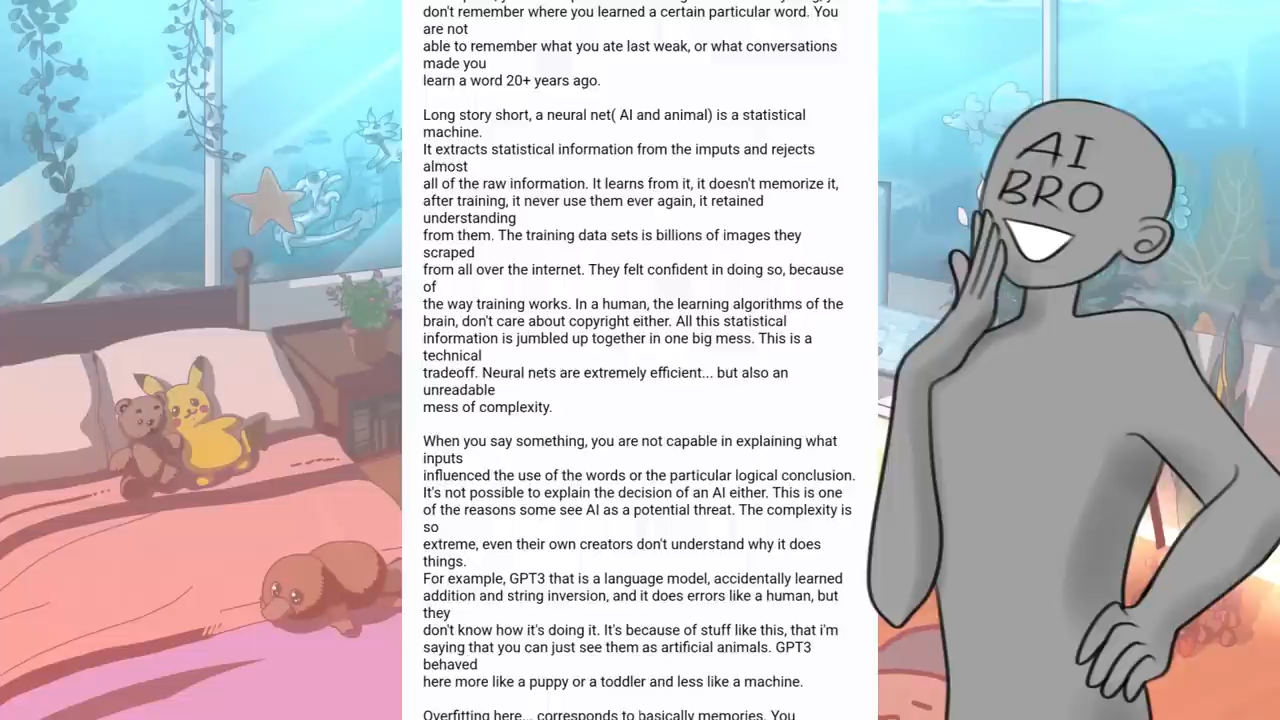 don't remember where you learned a certain particular word. You
are not
able to remember what you ate last weak, or what conversations
made you
learn a word 20+ years ago.
Long story short, a neural net( AI and animal) is a statistical
machine.
It extracts statistical information from the imputs and rejects
almost
all of the raw information. It learns from it, it doesn't memorize it,
after training, it never use them ever again, it retained
understanding
from them. The training data sets is billions of images they
scraped
from all over the internet. They felt confident in doing so, because
of
the way training works. In a human, the learning algorithms of the
brain, don't care about copyright either. All this statistical
information is jumbled up together in one big mess. This is a
technical
tradeoff. Neural nets are extremely efficient... but also an
unreadable
mess of complexity.
When you say something, you are not capable in explaining what
inputs
influenced the use of the words or the particular logical conclusion.
It's not possible to explain the decision of an AI either. This is one
of the reasons some see AI as a potential threat. The complexity is
so
extreme, even their own creators don't understand why it does
things.
For example, GPT3 that is a language model, accidentally learned
addition and string inversion, and it does errors like a human, but
they
don't know how it's doing it. It's because of stuff like this, that i'm
saying that you can just see them as artificial animals. GPT3
behaved
here more like a puppy or a toddler and less like a machine.
Overfitting here... corresponds to basically memories. You
AI
BRO